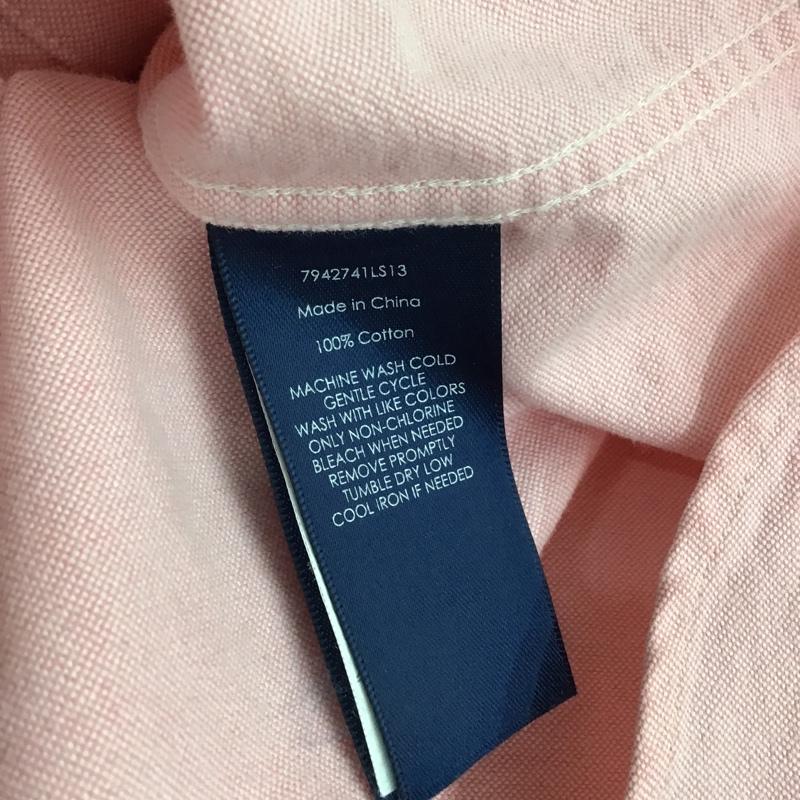 7942741LS13
Made in China
100% Cotton
MACHINE WASH COLD
GENTLE CYCLE
WASH WITH LIKE COLORS
ONLY NON-CHLORINE
BLEACH WHEN NEEDED
REMOVE PROMPTLY
TUMBLE DRY LOW
COOL IRON IF NEEDED